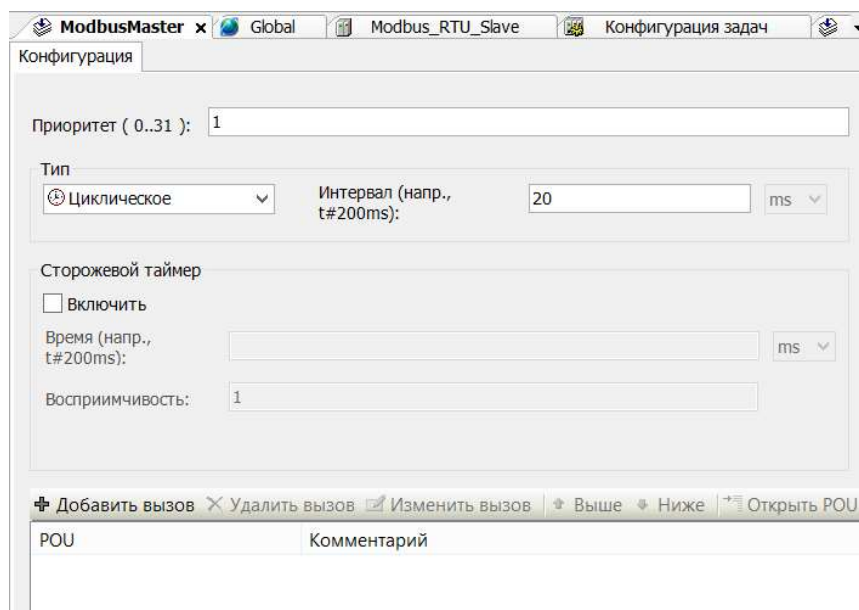 ModbusMaster x Global Modbus_RTU_Slave Конфигурация задач
Конфигурация
Приоритет ( 0..31 ): 1
Тип
Циклическое Интервал (напр., t#200ms): 20 ms
Сторожевой таймер
Включить
Время (напр., t#200ms): ms
Восприимчивость: 1
Добавить вызов Удалить вызов Изменить вызов Выше Ниже Открыть POU
POU Комментарий